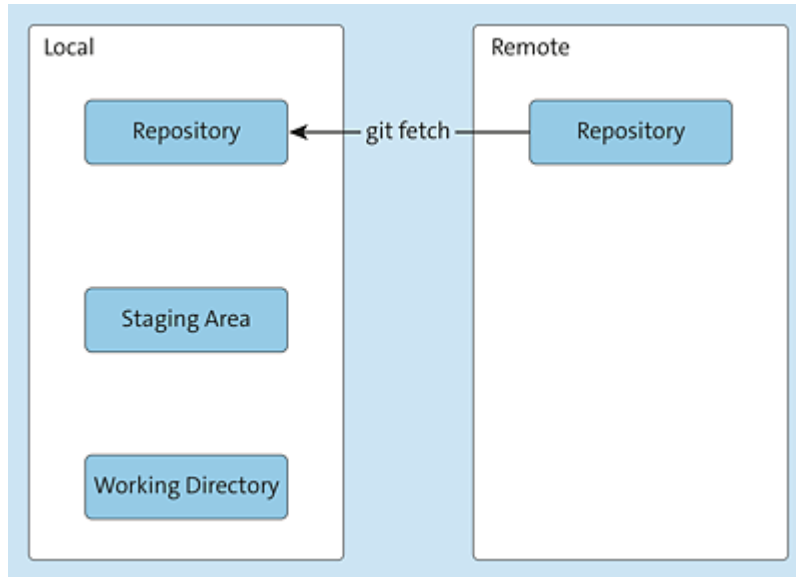 Local
Remote
Repository
git fetch
Repository
Staging Area
Working Directory